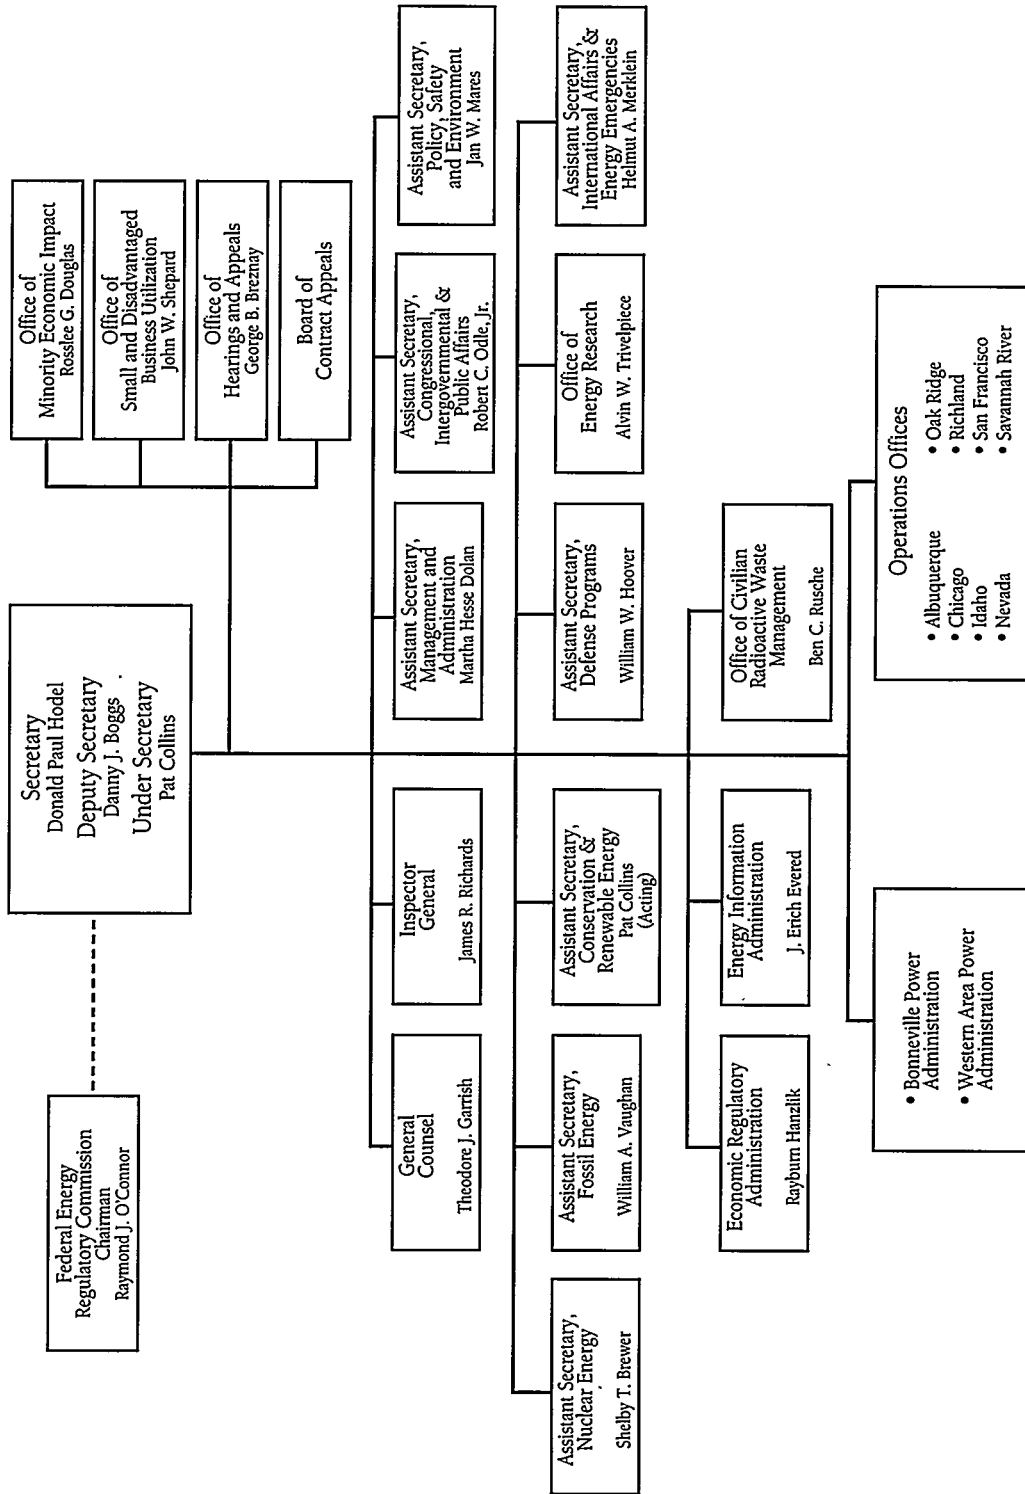 Federal Energy
Regulatory Commission
Chairman
Raymond J. O'Connor
Secretary
Donald Paul Hodel
Deputy Secretary
Danny J. Boggs
Under Secretary
Pat Collins
Office of
Minority Economic Impact
Rosslee G. Douglas
Office of
Small and Disadvantaged
Business Utilization
John W. Shepard
Office of
Hearings and Appeals
George B. Breznay
Board of
Contract Appeals
General
Counsel
Theodore J. Garrish
Inspector
General
James R. Richards
Assistant Secretary,
Management and
Administration
Martha Hesse Dolan
Assistant Secretary,
Congressional,
Intergovernmental &
Public Affairs
Robert C. Odle, Jr.
Assistant Secretary,
Policy, Safety
and Environment
Jan W. Mares
Assistant Secretary,
Nuclear Energy
Shelby T. Brewer
Assistant Secretary,
Fossil Energy
William A. Vaughan
Assistant Secretary,
Conservation &
Renewable Energy
Pat Collins
(Acting)
Assistant Secretary,
Defense Programs
William W. Hoover
Office of
Energy Research
Alvin W. Trivelpiece
Assistant Secretary,
International Affairs &
Energy Emergencies
Helmut A. Merklein
Economic Regulatory
Administration
Rayburn Hanzlik
Energy Information
Administration
J. Erich Evered
Office of Civilian
Radioactive Waste
Management
Ben C. Rusche
• Bonneville Power
Administration
• Western Area Power
Administration
Operations Offices
• Albuquerque
• Chicago
• Idaho
• Nevada
• Oak Ridge
• Richland
• San Francisco
• Savannah River